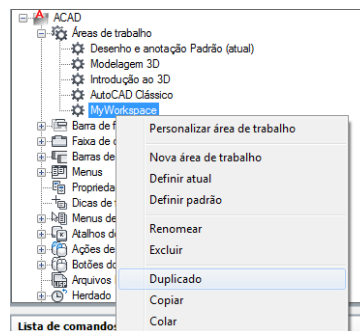 ACAD
Áreas de trabalho
Desenho e anotação Padrão (atual)
Modelagem 3D
Introdução ao 3D
AutoCAD Clássico
MyWorkspace
Barra de f
Faixa de
Barras de
Menus
Proprieda
Dicas de
Menus de
Atalhos d
Ações de
Botões do
Arquivos
Herdado
Personalizar área de trabalho
Nova área de trabalho
Definir atual
Definir padrão
Renomear
Excluir
Duplicado
Copiar
Colar
Lista de comandos